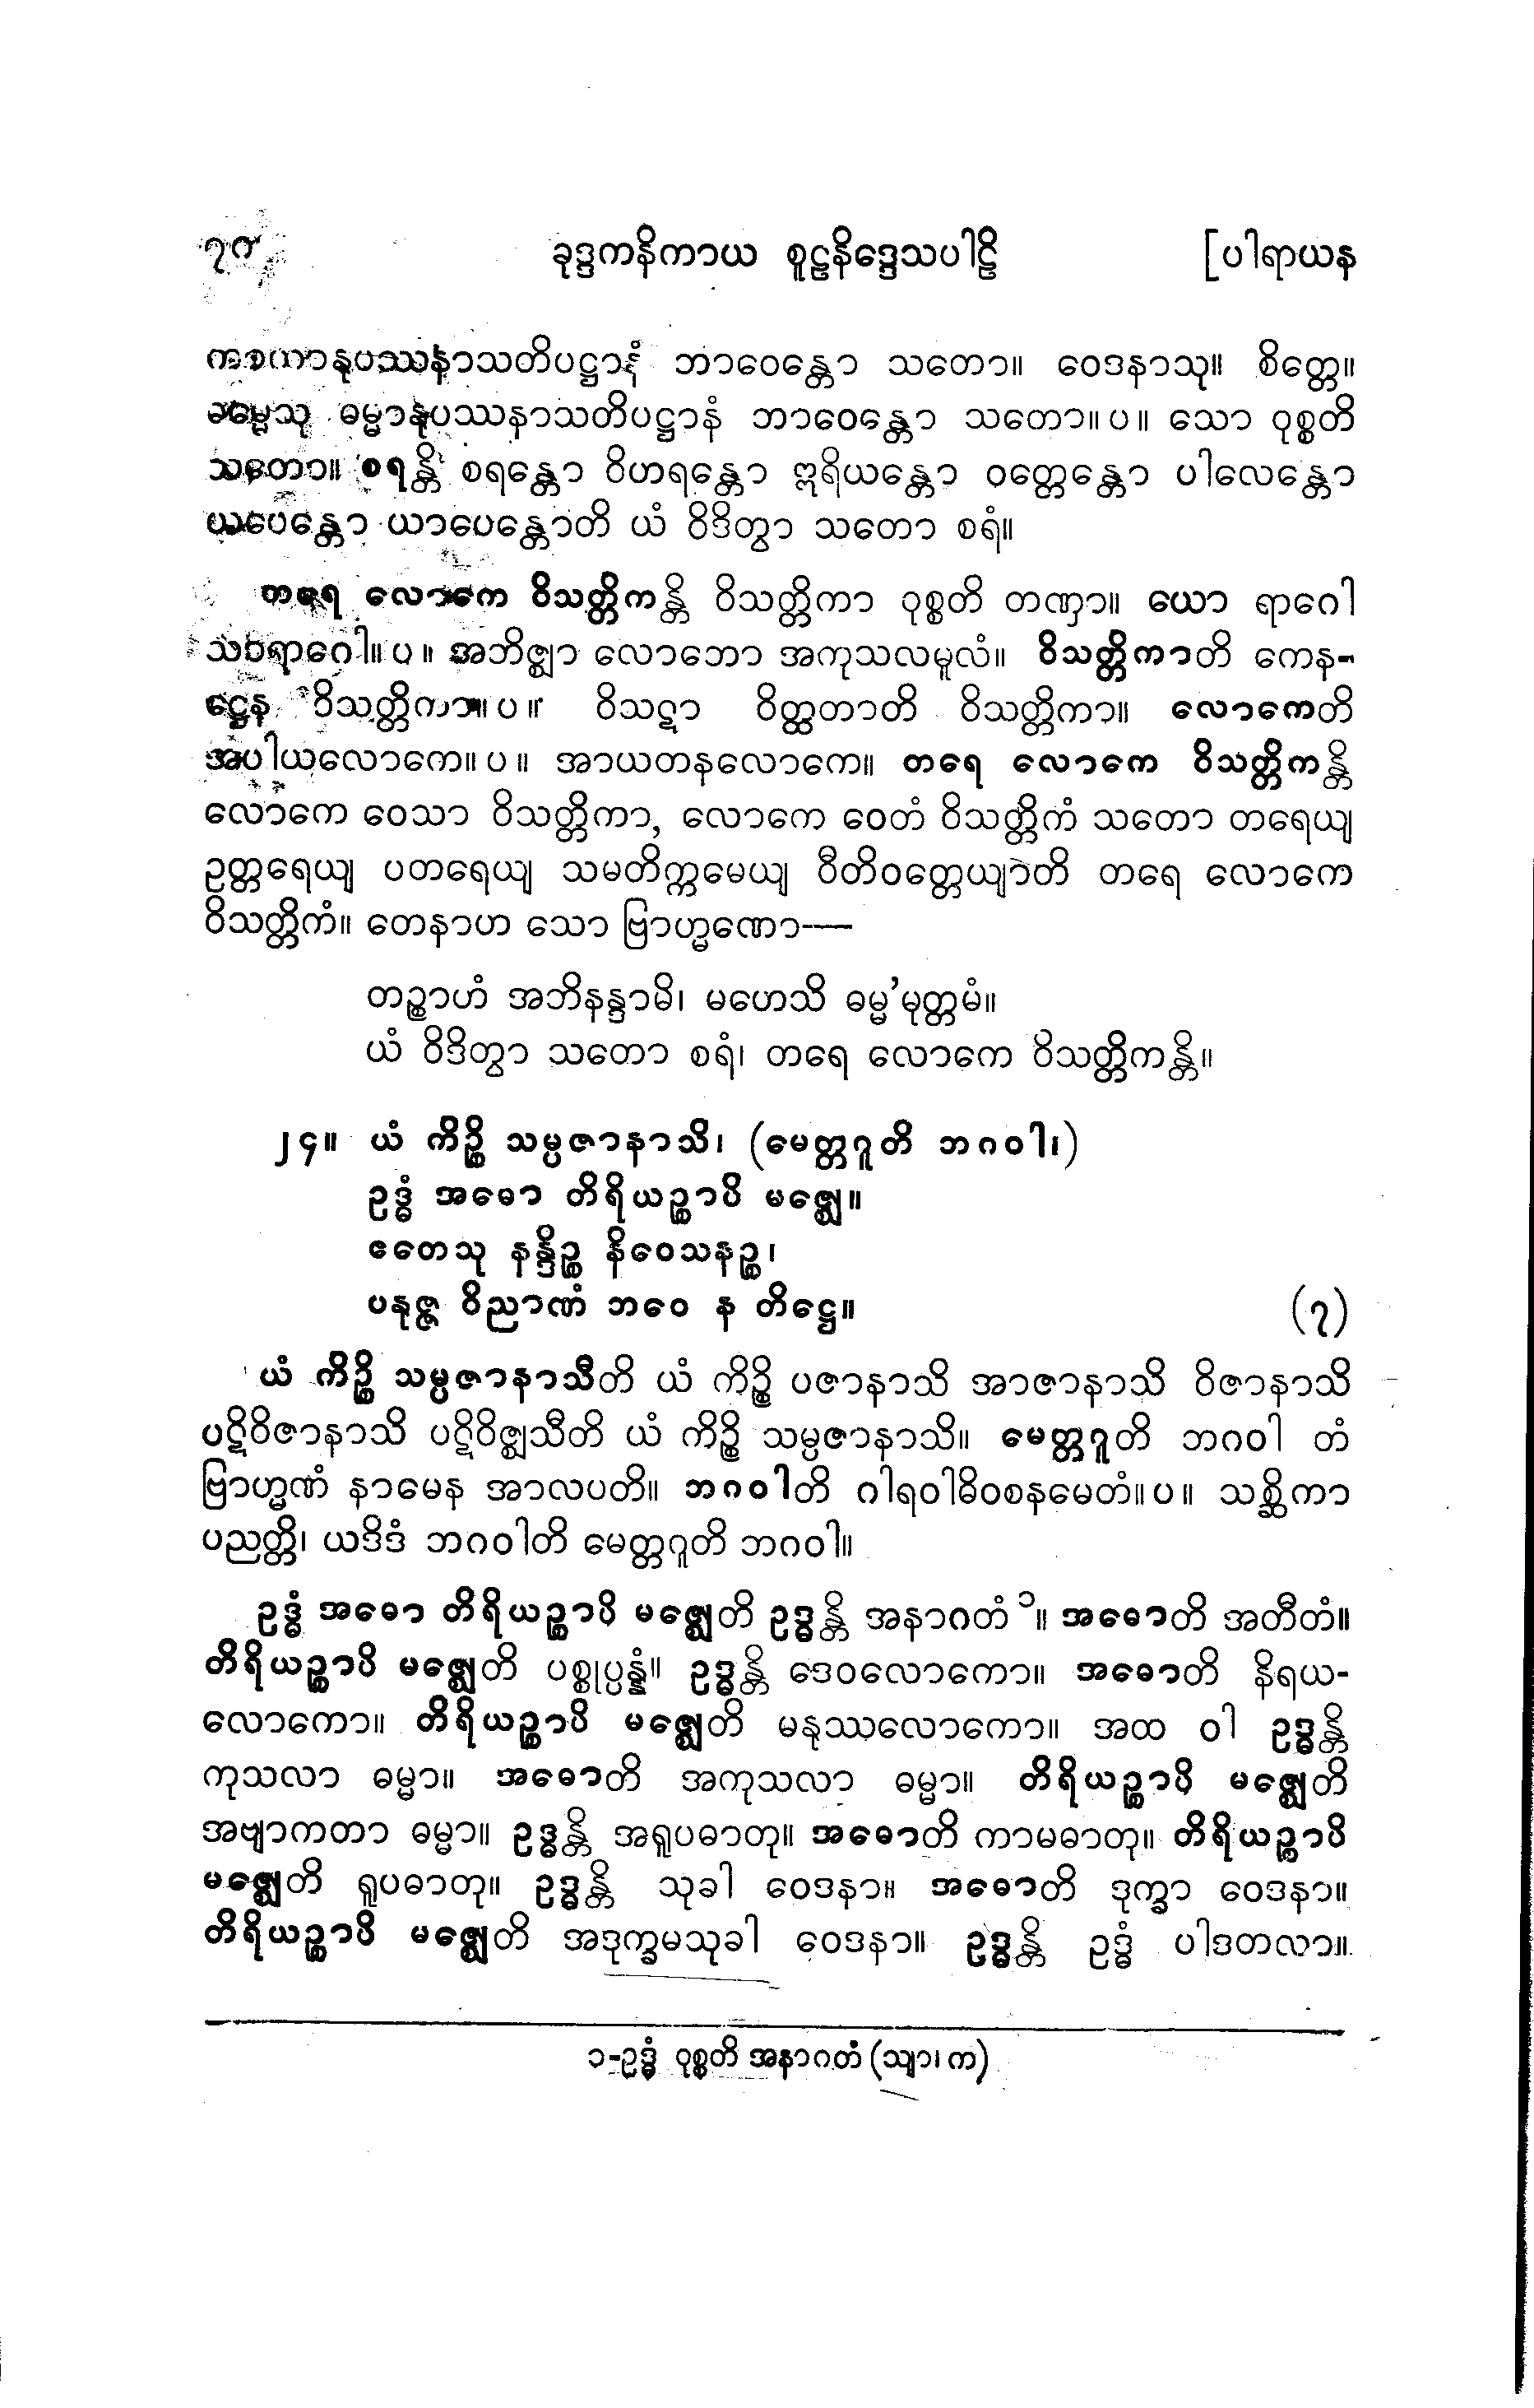 ၇၀ ခုဒ္ဒကနိကာယ စူဠနိဒ္ဒေသပါဠိ [ပါရာယန
ကာယာနုပဿနာသတိပဋ္ဌာနံ ဘာဝေန္တော သတော။ ဝေဒနာသု။ စိတ္တေ။
ဓမ္မေသု ဓမ္မာနုပဿနာသတိပဋ္ဌာနံ ဘာဝေန္တော သတော။ပ။ သော ဝုစ္စတိ
သတော။ စရန္တိ စရန္တော ဝိဟရန္တော ဣရိယန္တော ဝတ္တေန္တော ပါလေန္တော
ယပေန္တော ယာပေန္တောတိ ယံ ဝိဒိတွာ သတော စရံ။
တရေ လောကေ ဝိသတ္တိကန္တိ ဝိသတ္တိကာ ဝုစ္စတိ တဏှာ။ ယော ရာဂေါ
သာရာဂေါ။ပ။ အဘိဇ္ဈာ လောဘော အကုသလမူလံ။ ဝိသတ္တိကာတိ ကေန-
ဋ္ဌေန ဝိသတ္တိကာ။ပ။ ဝိသဋာ ဝိတ္ထတာတိ ဝိသတ္တိကာ။ လောကေတိ
အပါယလောကေ။ပ။ အာယတနလောကေ။ တရေ လောကေ ဝိသတ္တိကန္တိ
လောကေ ဝေသာ ဝိသတ္တိကာ, လောကေ ဝေတံ ဝိသတ္တိကံ သတော တရေယျ
ဥတ္တရေယျ ပတရေယျ သမတိက္ကမေယျ ဝီတိဝတ္တေယျာတိ တရေ လောကေ
ဝိသတ္တိကံ။ တေနာဟ သော ဗြာဟ္မဏော—
တဉ္စာဟံ အဘိနန္ဒာမိ၊ မဟေသိ ဓမ္မ'မုတ္တမံ။
ယံ ဝိဒိတွာ သတော စရံ၊ တရေ လောကေ ဝိသတ္တိကန္တိ။
၂၄။ ယံ ကိဉ္စိ သမ္ပဇာနာသိ၊ (မေတ္တဂူတိ ဘဂဝါ၊)
ဥဒ္ဓံ အဓော တိရိယဉ္စာပိ မဇ္ဈေ။
ဧတေသု နန္ဒိဉ္စ နိဝေသနဉ္စ၊
ပနုဇ္ဇ ဝိညာဏံ ဘဝေ န တိဋ္ဌေ။ (၇)
ယံ ကိဉ္စိ သမ္ပဇာနာသီတိ ယံ ကိဉ္စိ ပဇာနာသိ အာဇာနာသိ ဝိဇာနာသိ
ပဋိဝိဇာနာသိ ပဋိဝိဇ္ဈသီတိ ယံ ကိဉ္စိ သမ္ပဇာနာသိ။ မေတ္တဂူတိ ဘဂဝါ တံ
ဗြာဟ္မဏံ နာမေန အာလပတိ။ ဘဂဝါတိ ဂါရဝါဓိဝစနမေတံ။ပ။ သစ္ဆိကာ
ပညတ္တိ၊ ယဒိဒံ ဘဂဝါတိ မေတ္တဂူတိ ဘဂဝါ။
ဥဒ္ဓံ အဓော တိရိယဉ္စာပိ မဇ္ဈေတိ ဥဒ္ဓန္တိ အနာဂတံ ၁။ အဓောတိ အတီတံ။
တိရိယဉ္စာပိ မဇ္ဈေတိ ပစ္စုပ္ပန္နံ။ ဥဒ္ဓန္တိ ဒေဝလောကော။ အဓောတိ နိရယ-
လောကော။ တိရိယဉ္စာပိ မဇ္ဈေတိ မနုဿလောကော။ အထ ဝါ ဥဒ္ဓန္တိ
ကုသလာ ဓမ္မာ။ အဓောတိ အကုသလာ ဓမ္မာ။ တိရိယဉ္စာပိ မဇ္ဈေတိ
အဗျာကတာ ဓမ္မာ။ ဥဒ္ဓန္တိ အရူပဓာတု။ အဓောတိ ကာမဓာတု။ တိရိယဉ္စာပိ
မဇ္ဈေတိ ရူပဓာတု။ ဥဒ္ဓန္တိ သုခါ ဝေဒနာ။ အဓောတိ ဒုက္ခာ ဝေဒနာ။
တိရိယဉ္စာပိ မဇ္ဈေတိ အဒုက္ခမသုခါ ဝေဒနာ။ ဥဒ္ဓန္တိ ဥဒ္ဓံ ပါဒတလာ။
၁-ဥဒ္ဓံ ဝုစ္စတိ အနာဂတံ (သျာ၊ က)